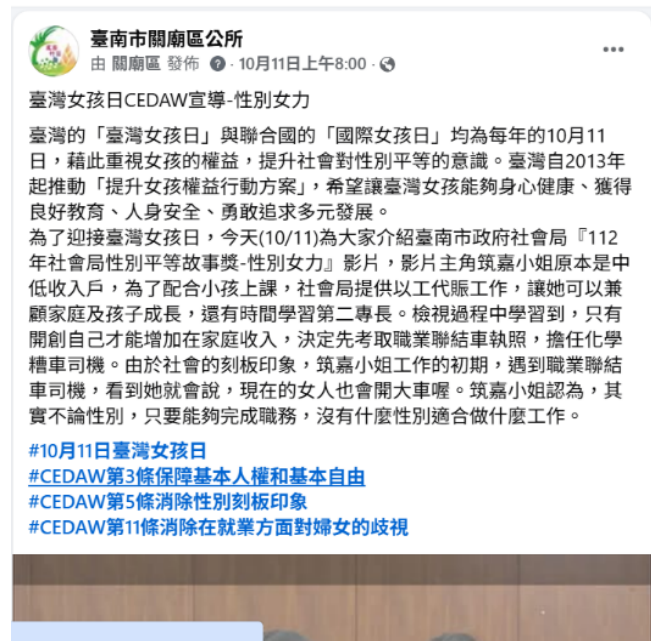 臺南市關廟區公所
由 關廟區 發佈 · 10月11日上午8:00 ·
臺灣女孩日CEDAW宣導-性別女力
臺灣的「臺灣女孩日」與聯合國的「國際女孩日」均為每年的10月11
日，藉此重視女孩的權益，提升社會對性別平等的意識。臺灣自2013年
起推動「提升女孩權益行動方案」，希望讓臺灣女孩能夠身心健康、獲得
良好教育、人身安全、勇敢追求多元發展。
為了迎接臺灣女孩日，今天(10/11)為大家介紹臺南市政府社會局『112
年社會局性別平等故事獎-性別女力』影片，影片主角筑嘉小姐原本是中
低收入戶，為了配合小孩上課，社會局提供以工代賑工作，讓她可以兼
顧家庭及孩子成長，還有時間學習第二專長。檢視過程中學習到，只有
開創自己才能增加在家庭收入，決定先考取職業聯結車執照，擔任化學
糟車司機。由於社會的刻板印象，筑嘉小姐工作的初期，遇到職業聯結
車司機，看到她就會說，現在的女人也會開大車喔。筑嘉小姐認為，其
實不論性別，只要能夠完成職務，沒有什麼性別適合做什麼工作。
#10月11日臺灣女孩日
#CEDAW第3條保障基本人權和基本自由
#CEDAW第5條消除性別刻板印象
#CEDAW第11條消除在就業方面對婦女的歧視